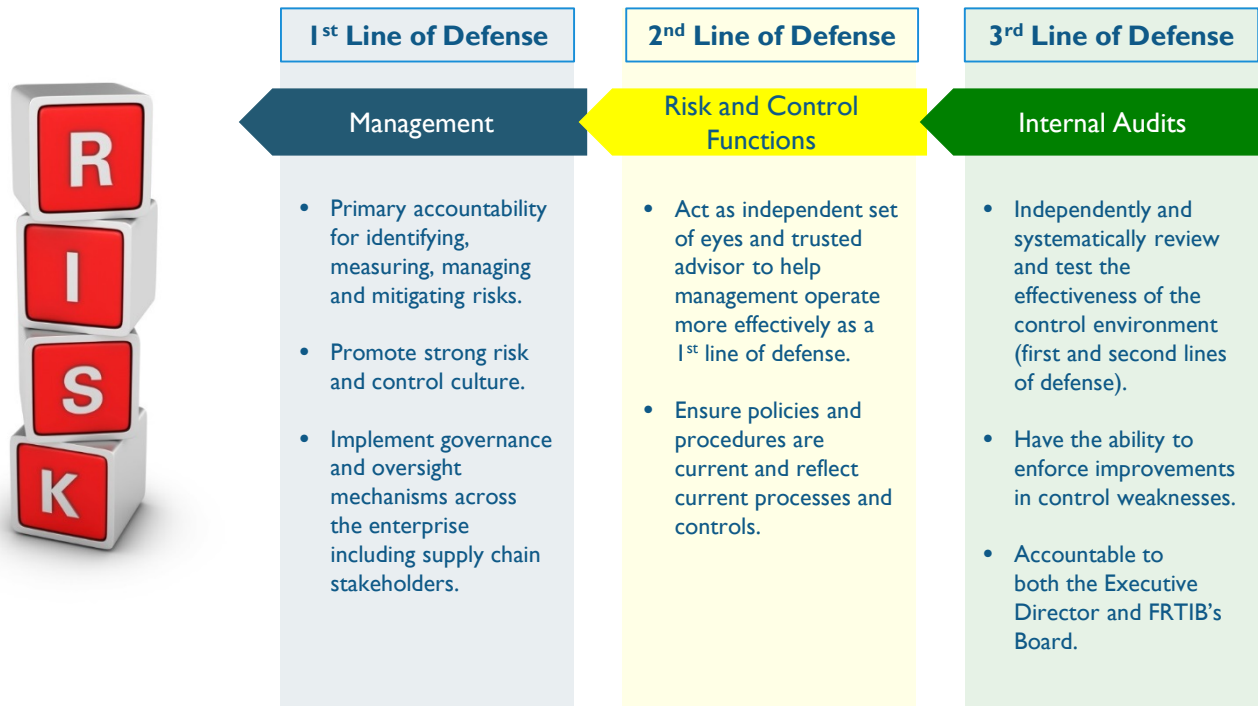 R
I
S
K
1st Line of Defense
Management
• Primary accountability
for identifying,
measuring, managing
and mitigating risks.
• Promote strong risk
and control culture.
• Implement governance
and oversight
mechanisms across
the enterprise
including supply chain
stakeholders.
2nd Line of Defense
Risk and Control
Functions
• Act as independent set
of eyes and trusted
advisor to help
management operate
more effectively as a
1st line of defense.
• Ensure policies and
procedures are
current and reflect
current processes and
controls.
3rd Line of Defense
Internal Audits
• Independently and
systematically review
and test the
effectiveness of the
control environment
(first and second lines
of defense).
• Have the ability to
enforce improvements
in control weaknesses.
• Accountable to
both the Executive
Director and FRTIB's
Board.